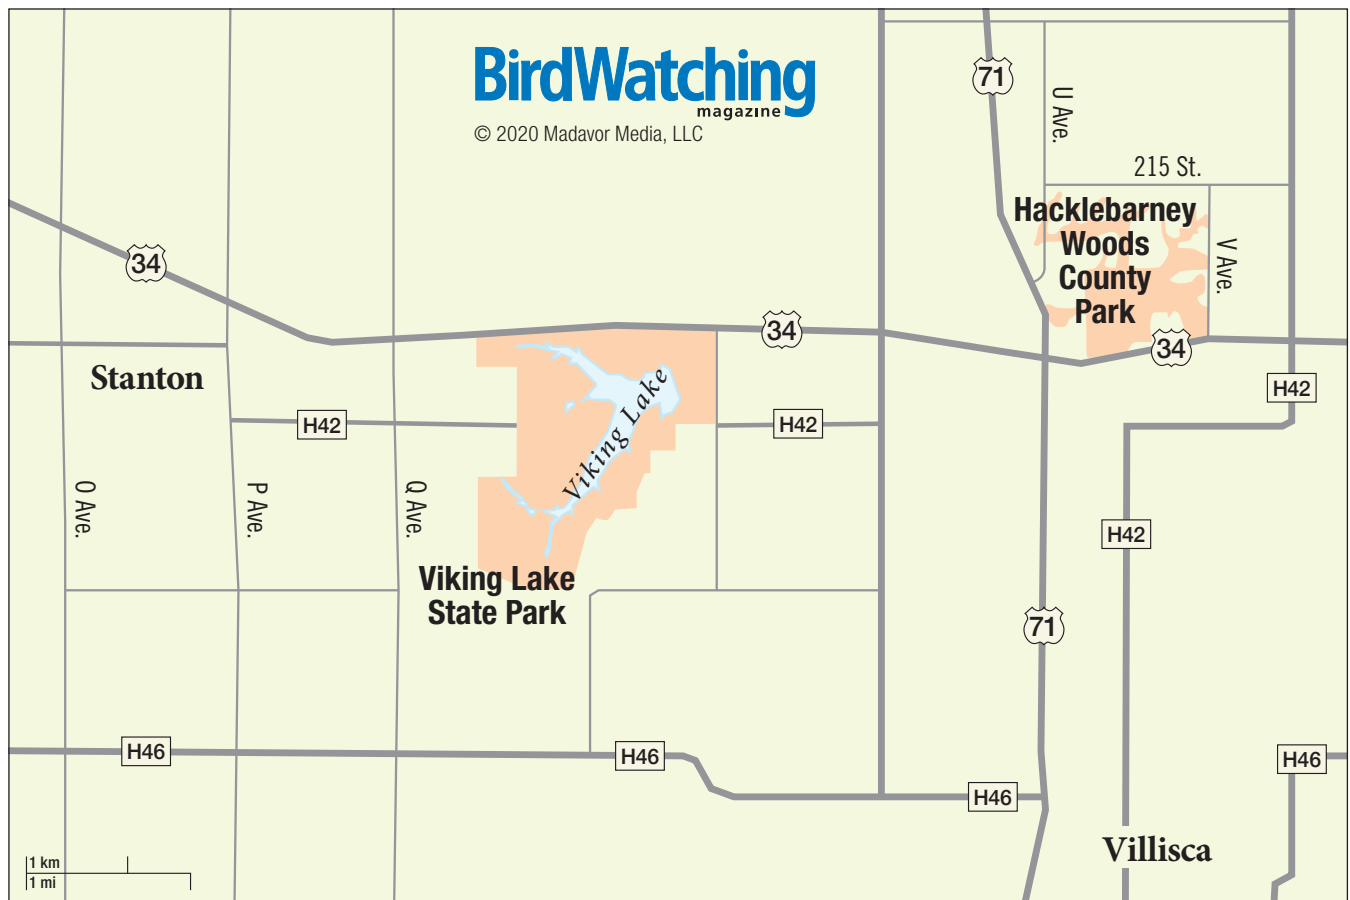 BirdWatching
magazine
© 2020 Madavor Media, LLC
71
U Ave.
215 St.
Hacklebarney
Woods
County
Park
V Ave.
34
34
34
Stanton
H42
H42
H42
H42
Viking Lake
O Ave.
P Ave.
Q Ave.
Viking Lake
State Park
71
H46
H46
H46
H46
Villisca
1 km
1 mi